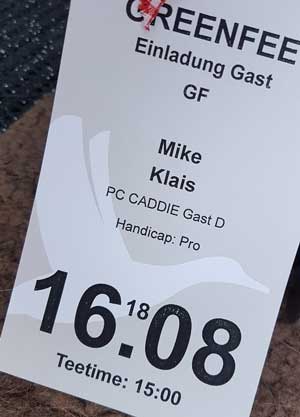 GREENFEE
Einladung Gast
GF
Mike
Klais
PC CADDIE Gast D
Handicap: Pro
18
16.08
Teetime: 15:00